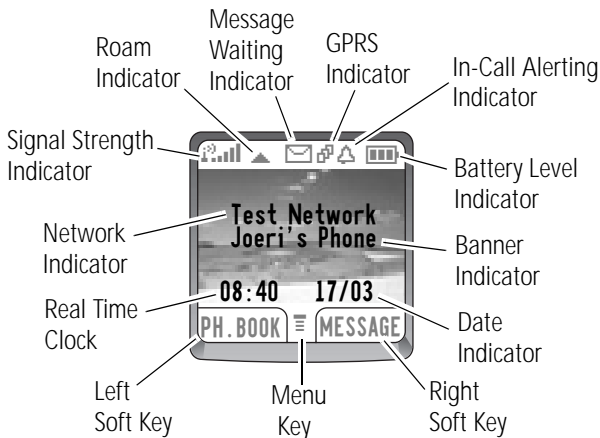 Message
Waiting
Indicator
Roam
Indicator
GPRS
Indicator
In-Call Alerting
Indicator
Signal Strength
Indicator
Battery Level
Indicator
Network
Indicator
Test Network
Joeri's Phone
Banner
Indicator
Real Time
Clock
08:40 17/03
Date
Indicator
PH.BOOK MESSAGE
Left
Soft Key
Menu
Key
Right
Soft Key